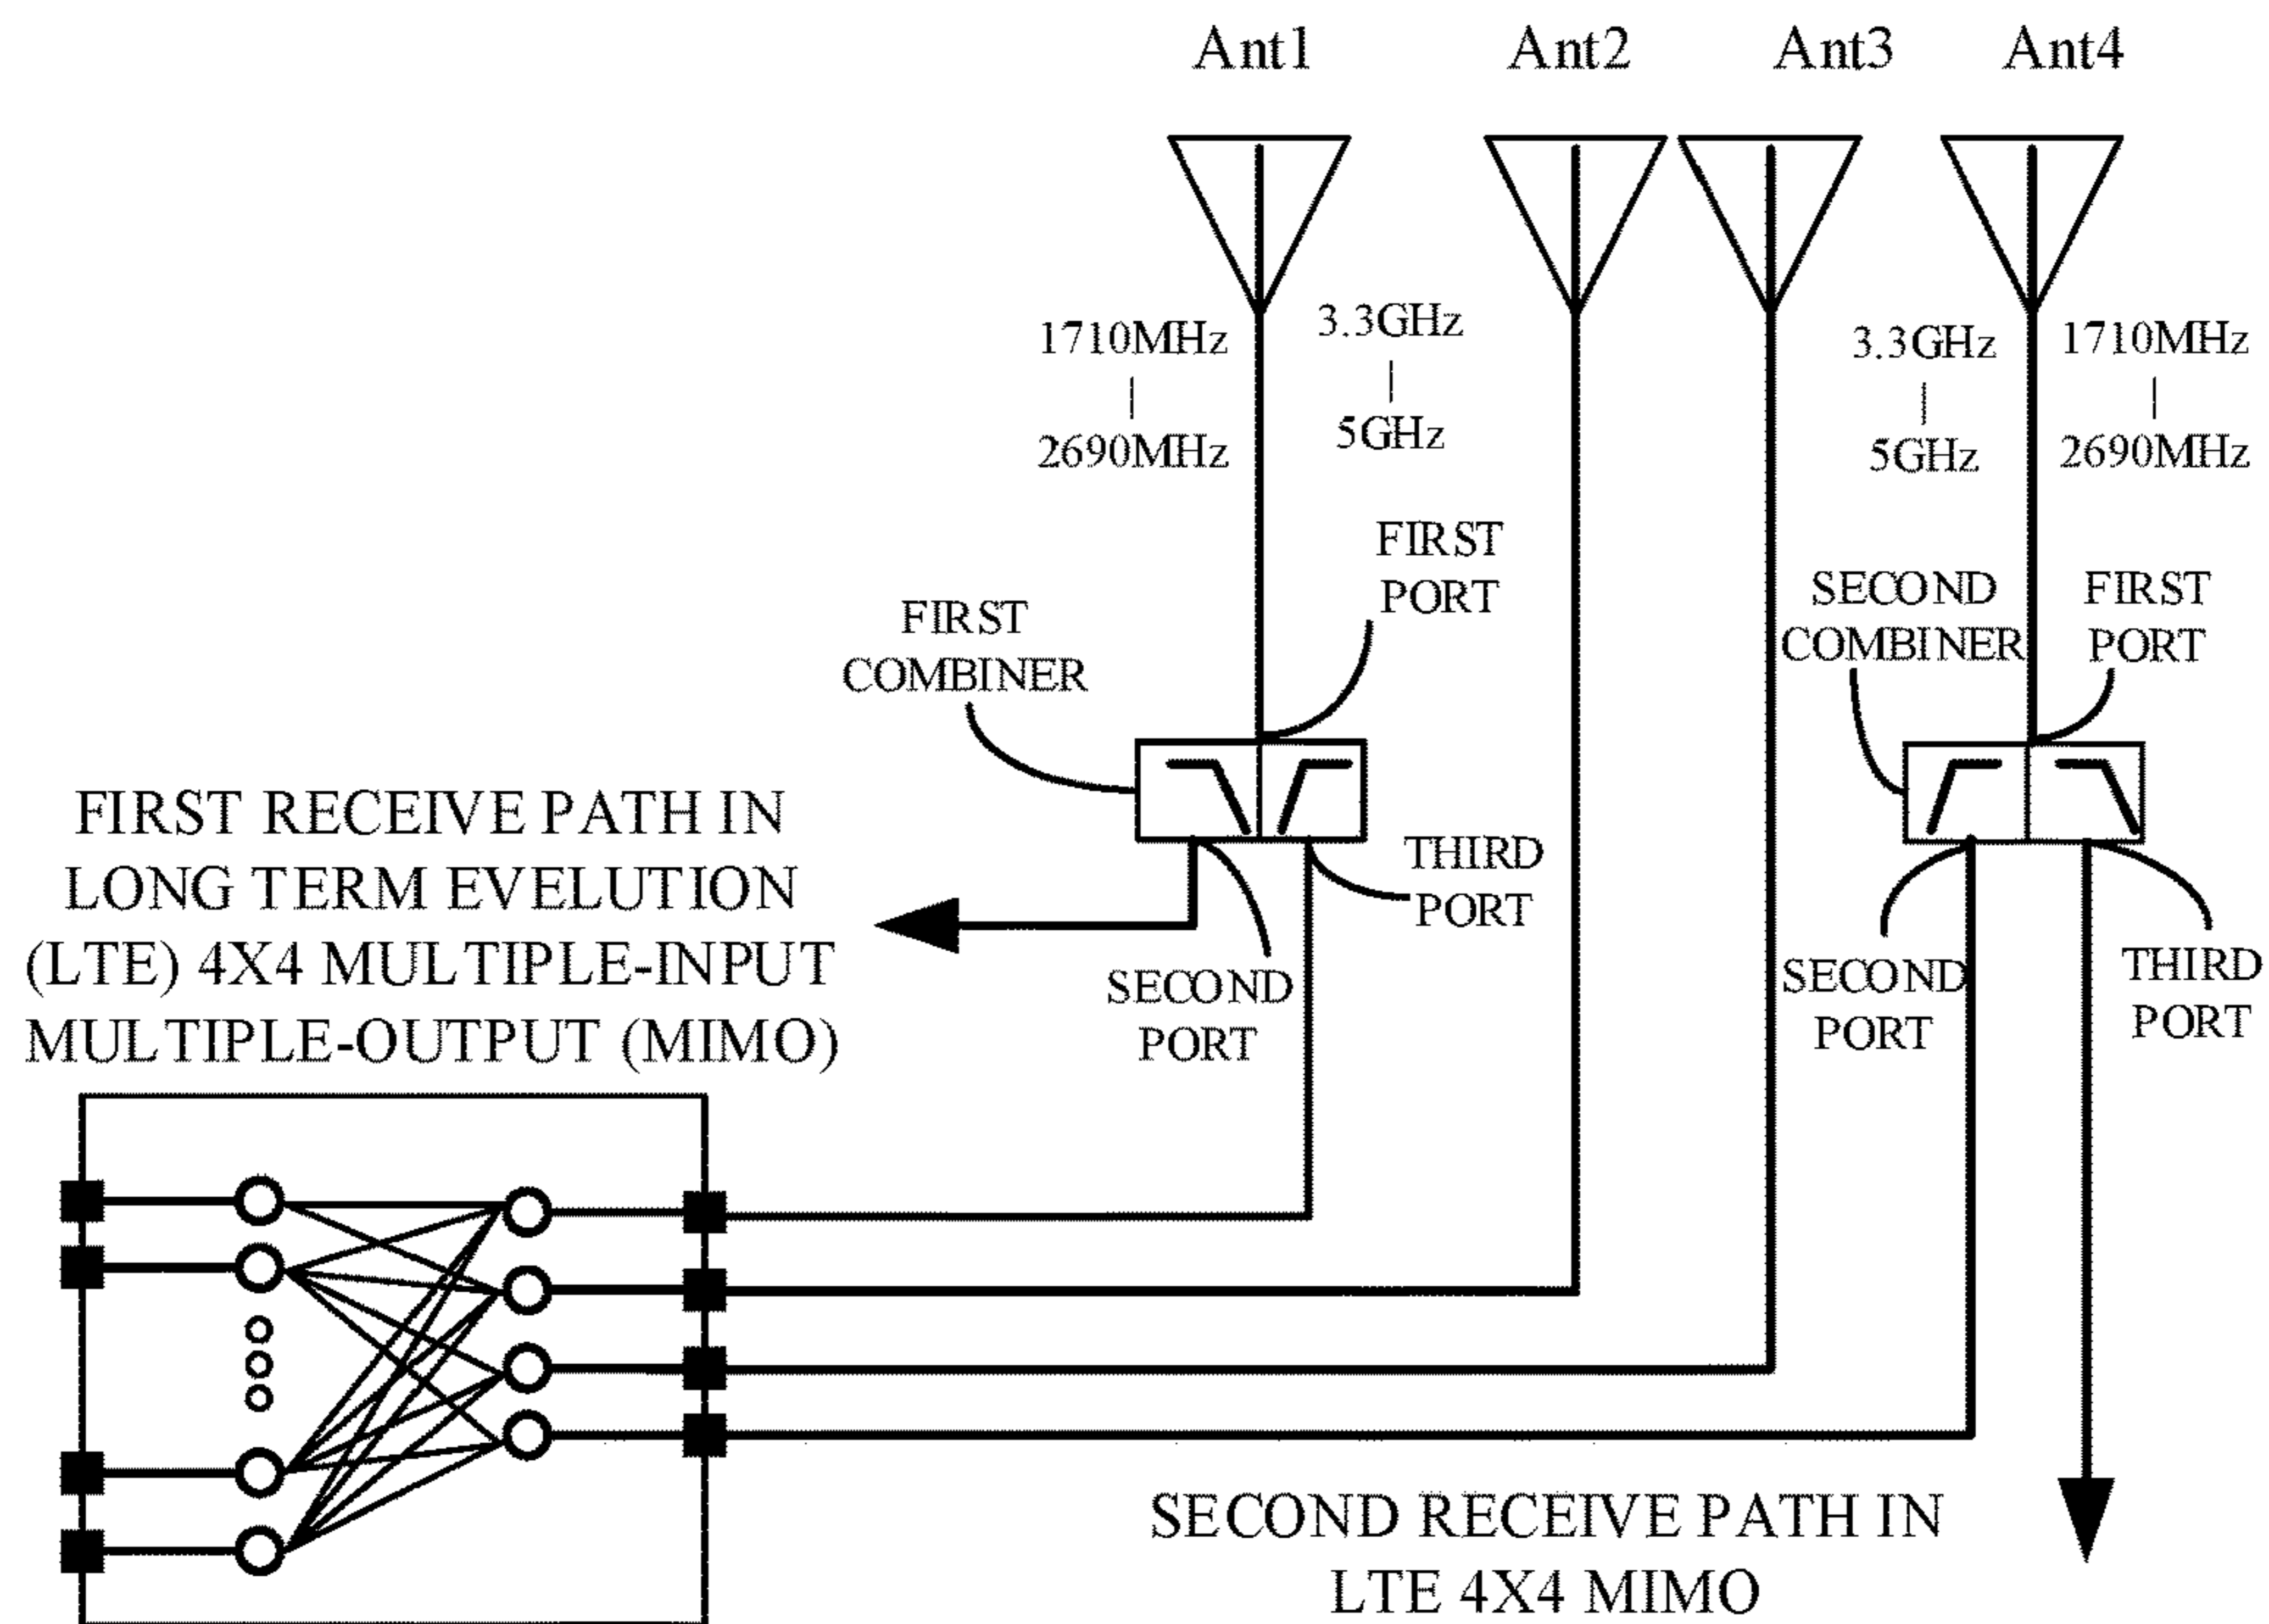 Ant1
Ant2
Ant3
Ant4
1710MHz
|
2690MHz
3.3GHz
|
5GHz
3.3GHz
|
5GHz
1710MHz
|
2690MHz
FIRST
PORT
FIRST
COMBINER
SECOND
COMBINER
FIRST
PORT
FIRST RECEIVE PATH IN
LONG TERM EVELUTION
(LTE) 4X4 MULTIPLE-INPUT
MULTIPLE-OUTPUT (MIMO)
THIRD
PORT
SECOND
PORT
SECOND
PORT
THIRD
PORT
SECOND RECEIVE PATH IN
LTE 4X4 MIMO